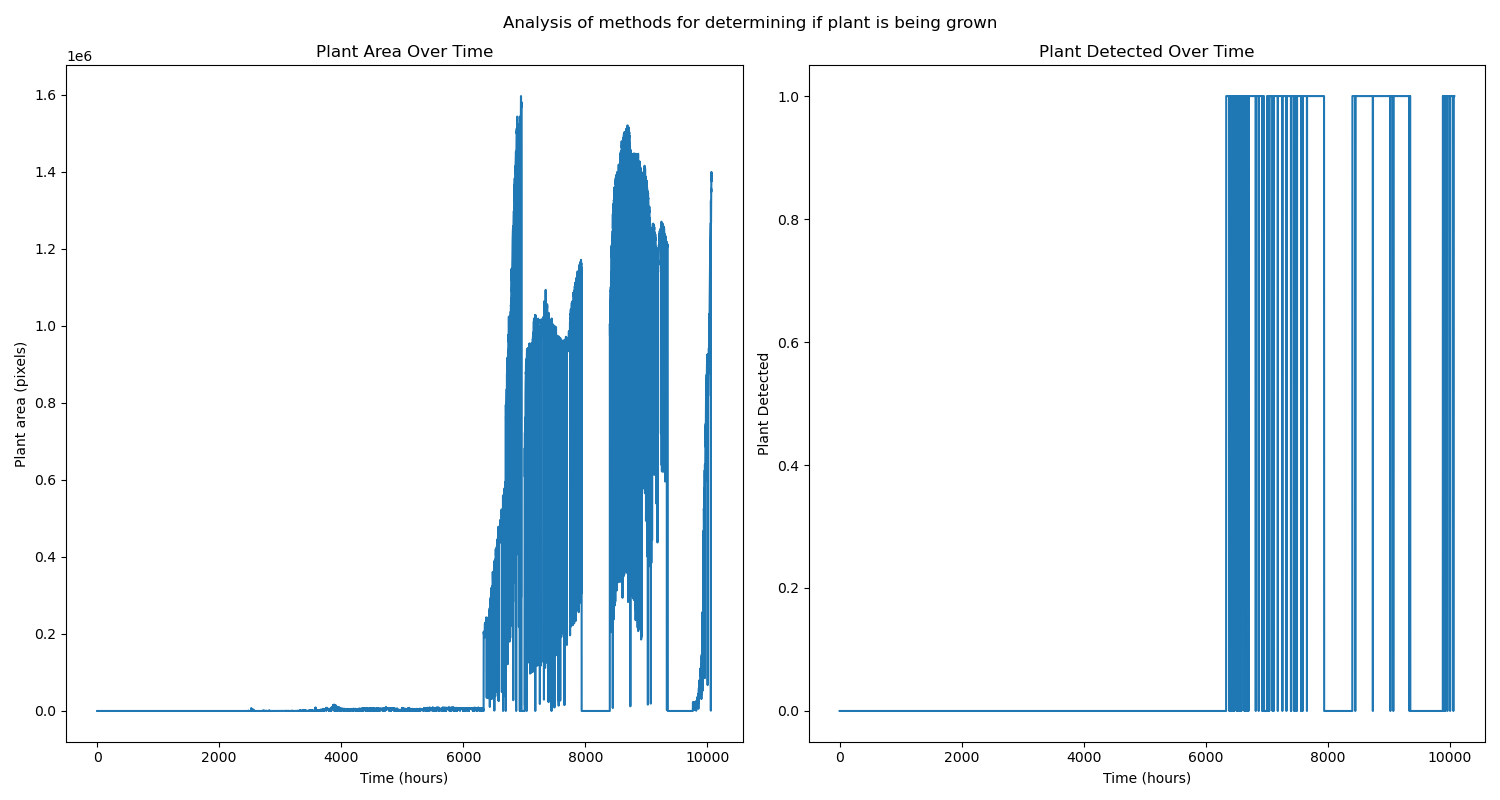 Analysis of methods for determining if plant is being grown
Plant Area Over Time
1e6
1.6
1.4
1.2
1.0
0.8
0.6
0.4
0.2
0.0
Plant area (pixels)
0 2000 4000 6000 8000 10000
Time (hours)
Plant Detected Over Time
1.0
0.8
0.6
0.4
0.2
0.0
Plant Detected
0 2000 4000 6000 8000 10000
Time (hours)